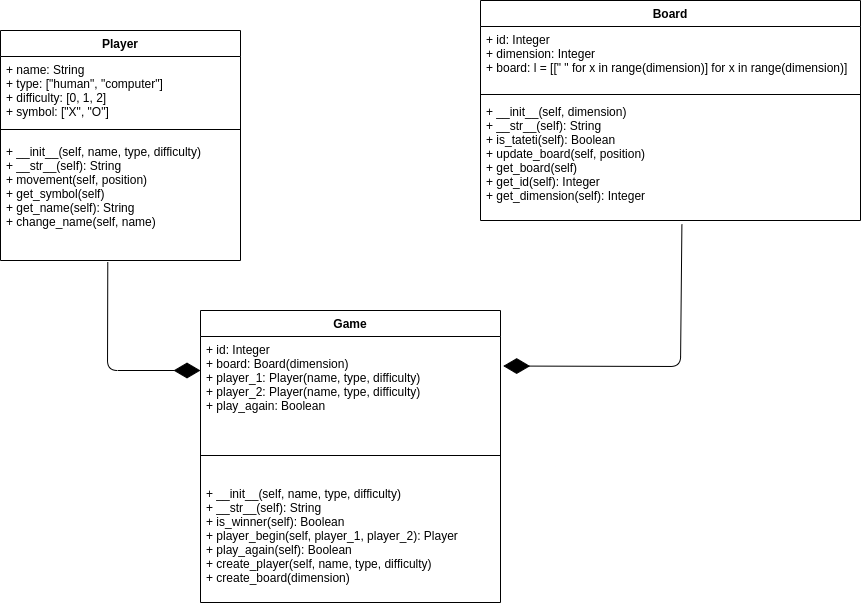 Player
+ name: String
+ type: ["human", "computer"]
+ difficulty: [0, 1, 2]
+ symbol: ["X", "O"]
+ __init__(self, name, type, difficulty)
+ __str__(self): String
+ movement(self, position)
+ get_symbol(self)
+ get_name(self): String
+ change_name(self, name)
Board
+ id: Integer
+ dimension: Integer
+ board: l = [[" " for x in range(dimension)] for x in range(dimension)]
+ __init__(self, dimension)
+ __str__(self): String
+ is_tateti(self): Boolean
+ update_board(self, position)
+ get_board(self)
+ get_id(self): Integer
+ get_dimension(self): Integer
Game
+ id: Integer
+ board: Board(dimension)
+ player_1: Player(name, type, difficulty)
+ player_2: Player(name, type, difficulty)
+ play_again: Boolean
+ __init__(self, name, type, difficulty)
+ __str__(self): String
+ is_winner(self): Boolean
+ player_begin(self, player_1, player_2): Player
+ play_again(self): Boolean
+ create_player(self, name, type, difficulty)
+ create_board(dimension)